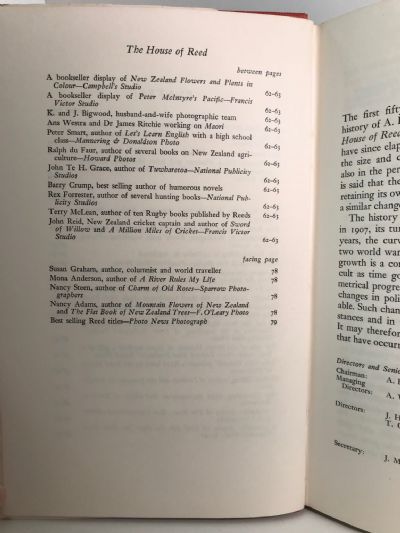 The House of Reed
between pages
A bookseller display of New Zealand Flowers and Plants in
Colour—Campbell's Studio 62-63
A bookseller display of Peter McIntyre's Pacific—Francis
Victor Studio 62-63
K. and J. Bigwood, husband-and-wife photographic team 62-63
Ans Westra and Dr James Ritchie working on Maori 62-63
Peter Smart, author of Let's Learn English with a high school
class—Mannering & Donaldson Photo 62-63
Ralph du Faur, author of several books on New Zealand agri-
culture—Howard Photos 62-63
John Te H. Grace, author of Tuwharetoa—National Publicity
Studios 62-63
Barry Crump, best selling author of humorous novels 62-63
Rex Forrester, author of several hunting books—National Pub-
licity Studios 62-63
Terry McLean, author of ten Rugby books published by Reeds 62-63
John Reid, New Zealand cricket captain and author of Sword
of Willow and A Million Miles of Cricket—Francis Victor
Studio 62-63
facing page
Susan Graham, author, columnist and world traveller 78
Mona Anderson, author of A River Rules My Life 78
Nancy Steen, author of Charm of Old Roses—Sparrow Photo-
graphers 78
Nancy Adams, author of Mountain Flowers of New Zealand
and The Flat Book of New Zealand Trees—F. O'Leary Photo 78
Best selling Reed titles—Photo News Photograph 79
The first fif
history of A.
House of Reed
have since elap
the size and
also in the per
is said that the
retaining its ow
a similar change
The history
in 1907, its tur
years, the curv
two world war
growth is a con
cult as time go
metrical progre
changes in polic
able. Such chan
stances and in
It may therefor
that have occurr
Directors and Senio
Chairman: A.
Managing
Directors: A.
Directors: J. H
T. C
Secretary: J. M